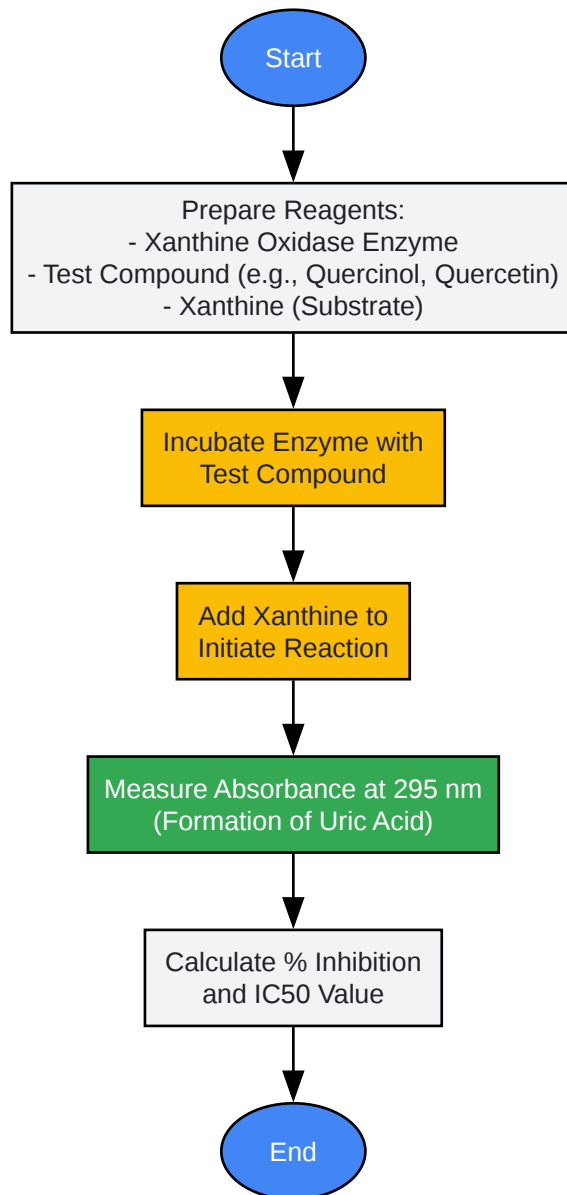 Start
Prepare Reagents:
- Xanthine Oxidase Enzyme
- Test Compound (e.g., Quercinol, Quercetin)
- Xanthine (Substrate)
Incubate Enzyme with
Test Compound
Add Xanthine to
Initiate Reaction
Measure Absorbance at 295 nm
(Formation of Uric Acid)
Calculate % Inhibition
and IC50 Value
End